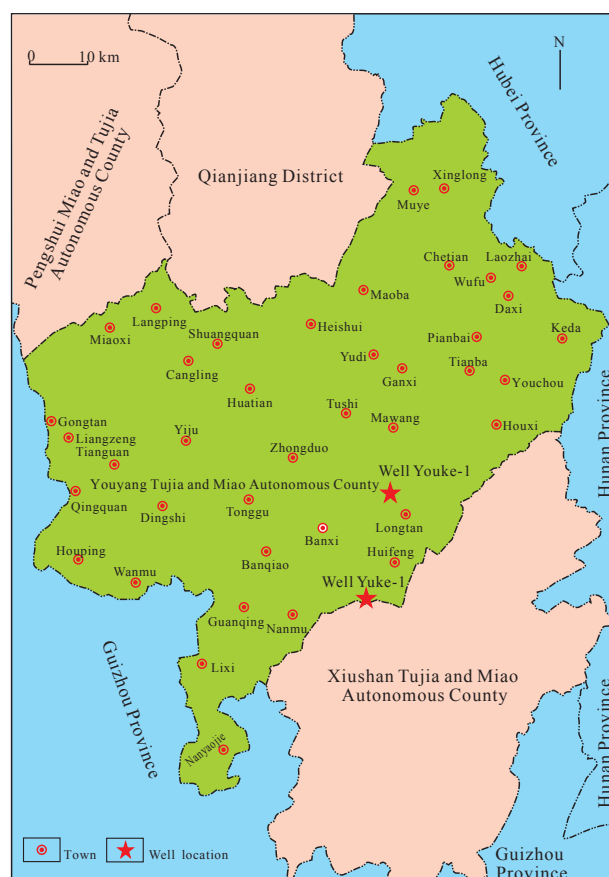 0 10 km
N
Hubei Province
Pengshui Miao and Tujia
Autonomous County
Qianjiang District
Xinglong
Muye
Chetian
Laozhai
Wufu
Maoba
Daxi
Langping
Miaoxi
Shuangquan
Heishui
Pianbai
Keda
Cangling
Yudi
Ganxi
Tianba
Youchou
Huatian
Tushi
Mawang
Houxi
Gongtan
Liangzeng
Yiju
Tianguan
Zhongduo
Hunan Province
Well Youke-1
Youyang Tujia and Miao Autonomous County
Qingquan
Dingshi
Tonggu
Longtan
Banxi
Houping
Banqiao
Huifeng
Wanmu
Well Yuke-1
Guanqing
Nanmu
Lixi
Xiushan Tujia and Miao
Autonomous County
Guizhou Province
Nanyaojie
Hunan Province
Town
Well location
Guizhou
Province